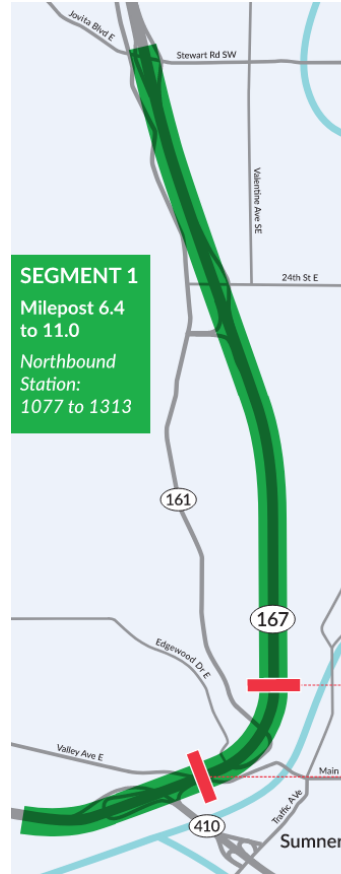 Jovita Blvd E
Stewart Rd SW
Valentine Ave SE
24th St E
SEGMENT 1
Milepost 6.4
to 11.0
Northbound
Station:
1077 to 1313
161
167
Edgewood Dr E
Valley Ave E
Main
Traffic AVe
410
Sumner